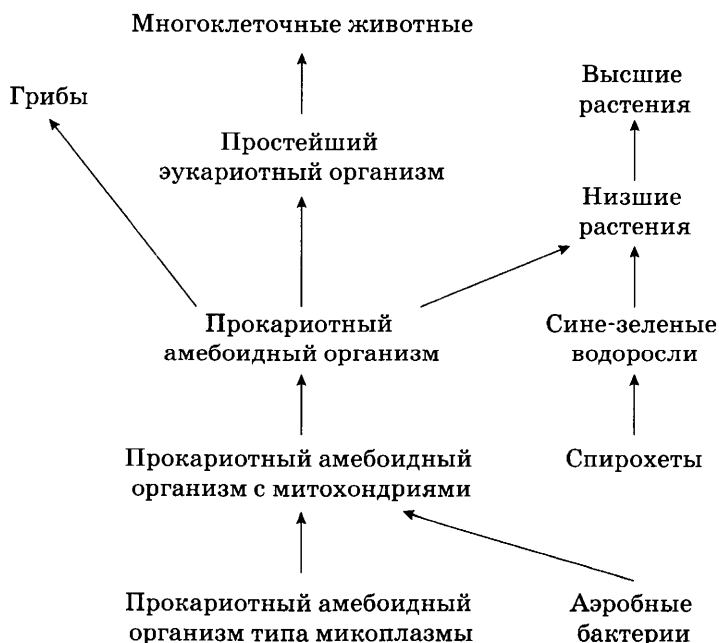 Многоклеточные животные
Грибы
Высшие
растения
Простейший
эукариотный организм
Низшие
растения
Прокариотный
амебоидный организм
Сине-зеленые
водоросли
Прокариотный амебоидный
организм с митохондриями
Спирохеты
Прокариотный амебоидный
организм типа микоплазмы
Аэробные
бактерии